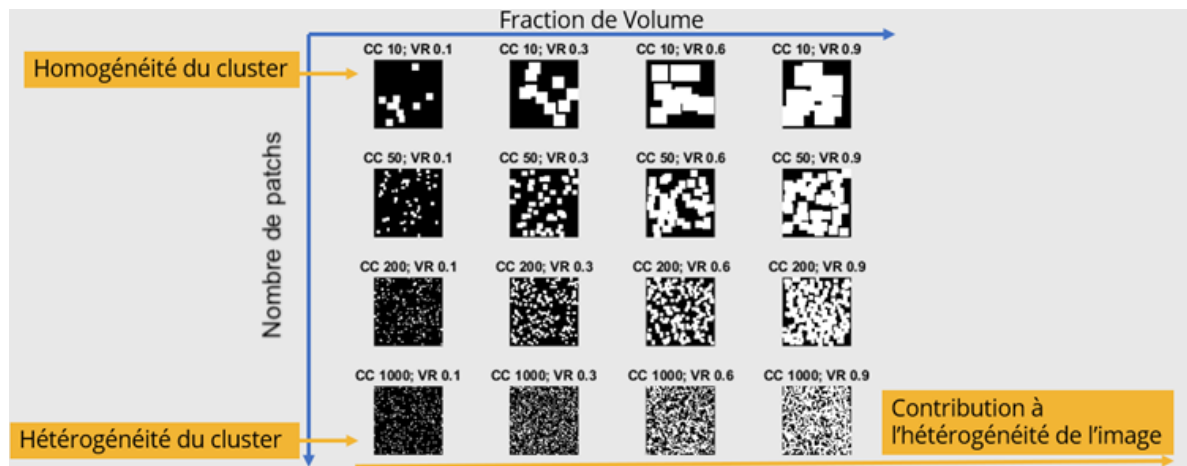 Fraction de Volume
Homogénéité du cluster
CC 10; VR 0.1
CC 10; VR 0.3
CC 10; VR 0.6
CC 10; VR 0.9
Nombre de patchs
CC 50; VR 0.1
CC 50; VR 0.3
CC 50; VR 0.6
CC 50; VR 0.9
CC 200; VR 0.1
CC 200; VR 0.3
CC 200; VR 0.6
CC 200; VR 0.9
CC 1000; VR 0.1
CC 1000; VR 0.3
CC 1000; VR 0.6
CC 1000; VR 0.9
Hétérogénéité du cluster
Contribution à
l'hétérogénéité de l'image